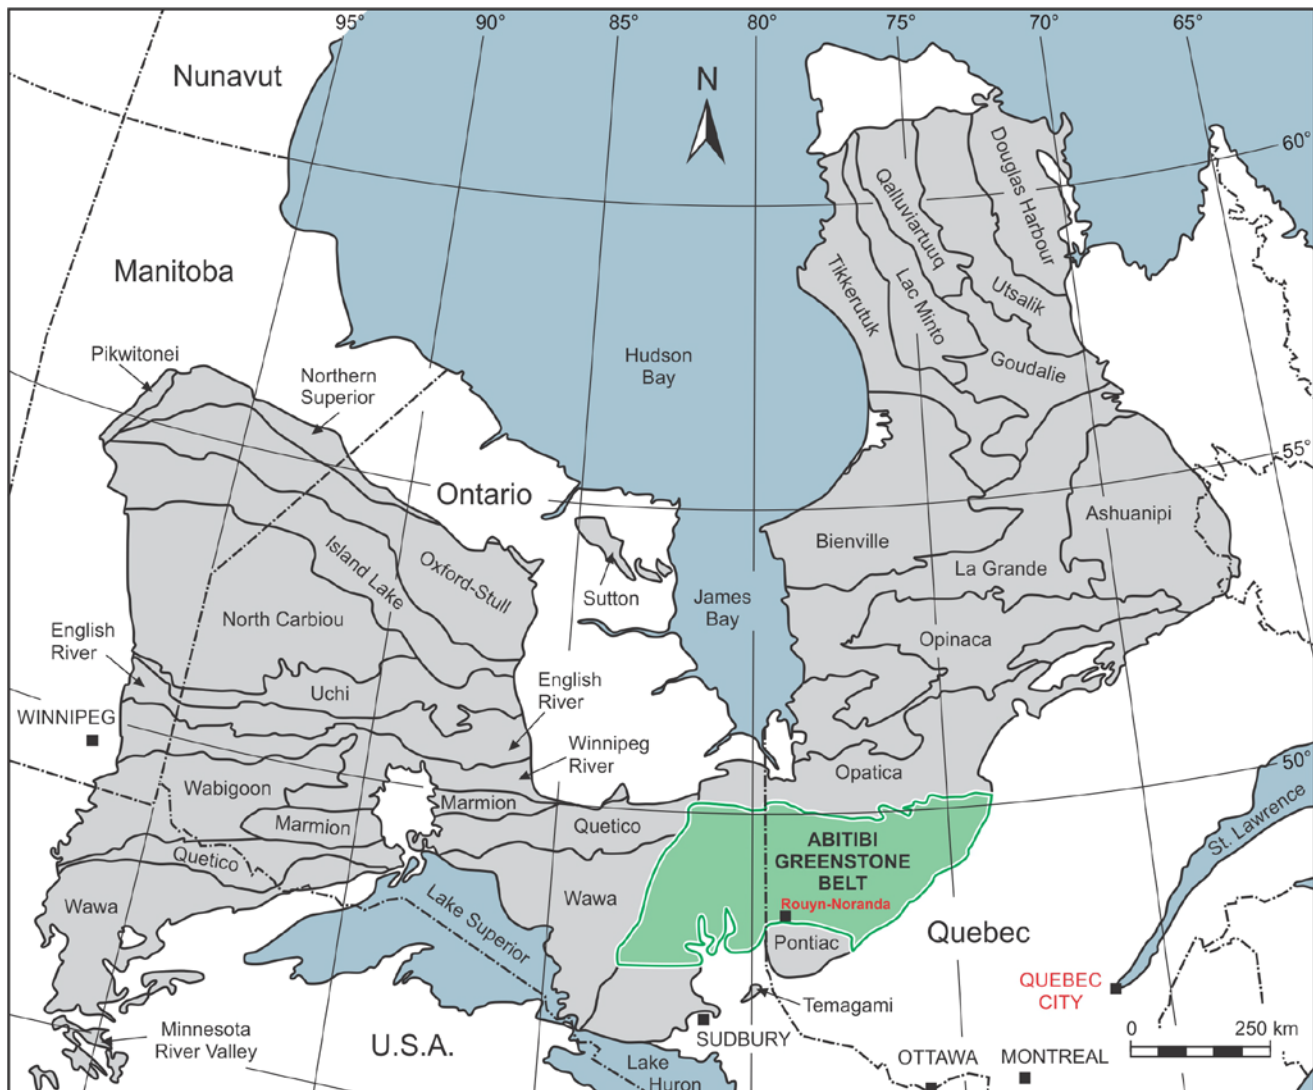 95°
90°
85°
80°
75°
70°
65°
Nunavut
N
60°
Douglas Harbour
Qalluviartuuq
Manitoba
Tikkerutuk
Lac Minto
Utsalik
Pikwitonei
Hudson
Bay
Goudalie
Northern
Superior
55°
Ontario
Ashuanipi
Bienville
Island Lake
Oxford-Stull
La Grande
Sutton
James
Bay
North Carbiou
English
River
Opinaca
Uchi
English
River
WINNIPEG
Winnipeg
River
50°
Opatica
Wabigoon
Marmion
Marmion
Quetico
ABITIBI
GREENSTONE
BELT
St. Lawrence
Quetico
Wawa
Wawa
Rouyn-Noranda
Lake Superior
Pontiac
Quebec
QUEBEC
CITY
Temagami
Minnesota
River Valley
U.S.A.
SUDBURY
0
250 km
Lake
Huron
OTTAWA
MONTREAL